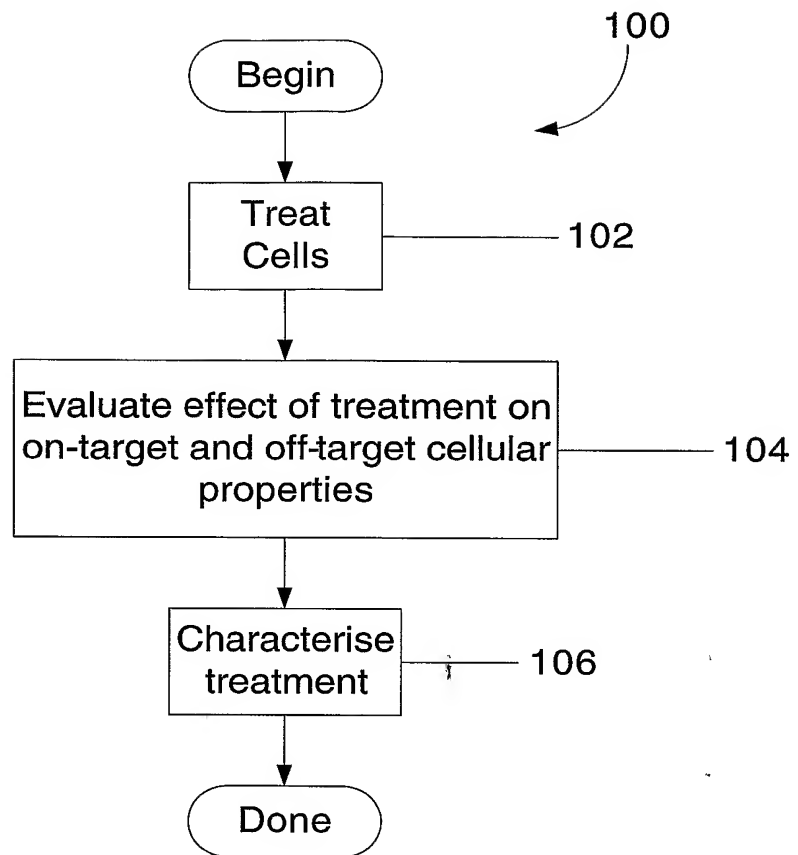 100
Begin
Treat
Cells
102
Evaluate effect of treatment on
on-target and off-target cellular
properties
104
Characterise
treatment
106
Done